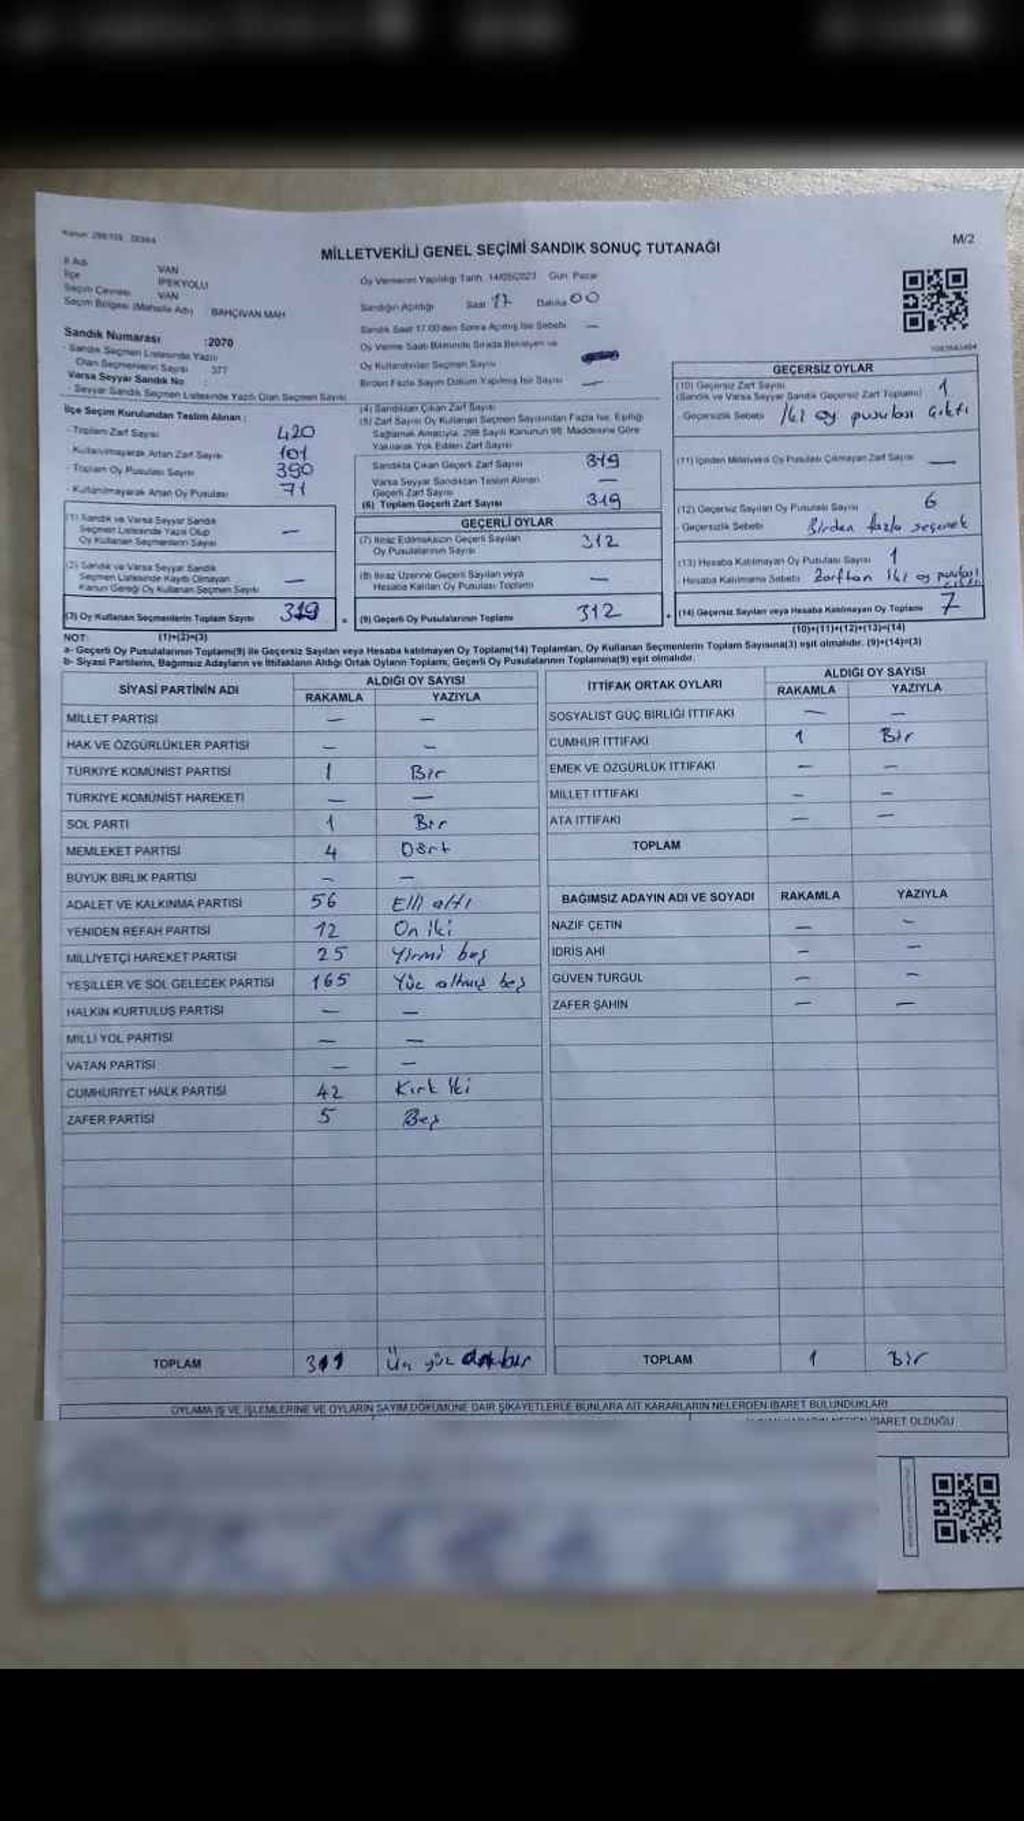 MİLLETVEKİLİ GENEL SEÇİMİ SANDIK SONUÇ TUTANAĞI
M/2
İl Adı VAN
İlçe İPEKYOLU
Seçim Çevresi VAN
Seçim Bölgesi (Mahalle Adı) BAHÇIVAN MAH
Oy Vermenin Yapıldığı Tarih 14/05/2023 Gün Pazar
Sandığın Açıldığı Saat 17 Dakika 00
Sandık Saat 17.00'den Sonra Açılmış İse Sebebi —
Sandık Numarası :2070
Sandık Seçmen Listesinde Yazılı
Olan Seçmenlerin Sayısı 377
Varsa Seyyar Sandık No :
Seyyar Sandık Seçmen Listesinde Yazılı Olan Seçmen Sayısı
Oy Kullandırılan Seçmen Sayısı
Birden Fazla Sayım Döküm Yapılmış İse Sayısı —
İlçe Seçim Kurulundan Teslim Alınan :
- Toplam Zarf Sayısı 420
- Kullanılmayarak Artan Zarf Sayısı 101
- Toplam Oy Pusulası Sayısı 390
- Kullanılmayarak Artan Oy Pusulası 71
(1) Sandık ve Varsa Seyyar Sandık
Seçmen Listesinde Yazılı Olup
Oy Kullanan Seçmenlerin Sayısı —
(2) Sandık ve Varsa Seyyar Sandık
Seçmen Listesinde Kayıtlı Olmayan
Kanun Gereği Oy Kullanan Seçmen Sayısı —
(3) Oy Kullanan Seçmenlerin Toplam Sayısı 319
(4) Sandıktan Çıkan Zarf Sayısı
(5) Zarf Sayısı Oy Kullanan Seçmen Sayısından Fazla İse, Eşitliği
Sağlamak Amacıyla, 298 Sayılı Kanunun 98. Maddesine Göre
Yakılarak Yok Edilen Zarf Sayısı
Sandıkta Çıkan Geçerli Zarf Sayısı 319
Varsa Seyyar Sandıktan Teslim Alınan
Geçerli Zarf Sayısı —
(6) Toplam Geçerli Zarf Sayısı 319
GEÇERLİ OYLAR
(7) İtiraz Edilmeksizin Geçerli Sayılan
Oy Pusulalarının Sayısı 312
(8) İtiraz Üzerine Geçerli Sayılan veya
Hesaba Katılan Oy Pusulası Toplamı —
(9) Geçerli Oy Pusulalarının Toplamı 312
GEÇERSİZ OYLAR
(10) Geçersiz Zarf Sayısı 1
(Sandık ve Varsa Seyyar Sandık Geçersiz Zarf Toplamı)
- Geçersizlik Sebebi İki oy pusulası Çıktı
(11) İçinden Milletvekili Oy Pusulası Çıkmayan Zarf Sayısı —
(12) Geçersiz Sayılan Oy Pusulası Sayısı 6
- Geçersizlik Sebebi Birden fazla seçenek
(13) Hesaba Katılmayan Oy Pusulası Sayısı 1
- Hesaba Katılmama Sebebi Zarftan iki oy pusulası
(14) Geçersiz Sayılan veya Hesaba Katılmayan Oy Toplamı 7
NOT: (1)+(2)=(3)
(10)+(11)+(12)+(13)=(14)
a- Geçerli Oy Pusulalarının Toplamı(9) ile Geçersiz Sayılan veya Hesaba katılmayan Oy Toplamı(14) Toplamları, Oy Kullanan Seçmenlerin Toplam Sayısına(3) eşit olmalıdır. (9)+(14)=(3)
b- Siyasi Partilerin, Bağımsız Adayların ve İttifakların Aldığı Ortak Oyların Toplamı, Geçerli Oy Pusulalarının Toplamına(9) eşit olmalıdır.
SİYASİ PARTİNİN ADI ALDIĞI OY SAYISI
RAKAMLA YAZIYLA
MİLLET PARTİSİ — —
HAK VE ÖZGÜRLÜKLER PARTİSİ — —
TÜRKİYE KOMÜNİST PARTİSİ 1 Bir
TÜRKİYE KOMÜNİST HAREKETİ — —
SOL PARTİ 1 Bir
MEMLEKET PARTİSİ 4 Dört
BÜYÜK BİRLİK PARTİSİ — —
ADALET VE KALKINMA PARTİSİ 56 Elli altı
YENİDEN REFAH PARTİSİ 12 On iki
MİLLİYETÇİ HAREKET PARTİSİ 25 Yirmi beş
YEŞİLLER VE SOL GELECEK PARTİSİ 165 Yüz altmış beş
HALKIN KURTULUŞ PARTİSİ — —
MİLLİ YOL PARTİSİ — —
VATAN PARTİSİ — —
CUMHURİYET HALK PARTİSİ 42 Kırk iki
ZAFER PARTİSİ 5 Beş
TOPLAM 311 Üç yüz
İTTİFAK ORTAK OYLARI ALDIĞI OY SAYISI
RAKAMLA YAZIYLA
SOSYALİST GÜÇ BİRLİĞİ İTTİFAKI — —
CUMHUR İTTİFAKI 1 Bir
EMEK VE ÖZGÜRLÜK İTTİFAKI — —
MİLLET İTTİFAKI — —
ATA İTTİFAKI — —
TOPLAM
BAĞIMSIZ ADAYIN ADI VE SOYADI RAKAMLA YAZIYLA
NAZİF ÇETİN — —
İDRİS AHİ — —
GÜVEN TURGUL — —
ZAFER ŞAHİN — —
TOPLAM 1 Bir
OYLAMA İŞ VE İŞLEMLERİNE VE OYLARIN SAYIM DÖKÜMÜNE DAİR ŞİKAYETLERLE BUNLARA AİT KARARLARIN NELERDEN İBARET BULUNDUKLARI
İBARET OLDUĞU